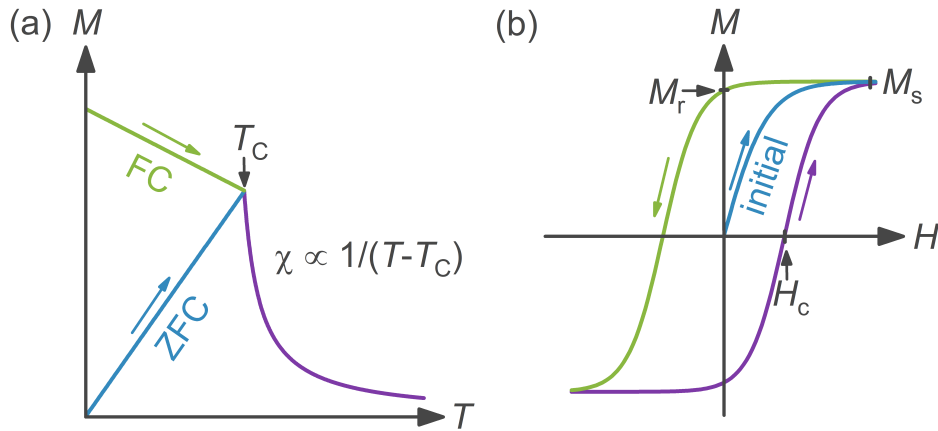 (a)
M
FC
T_C
χ ∝ 1/(T-T_C)
ZFC
T
(b)
M
M_r
M_s
initial
H
H_c